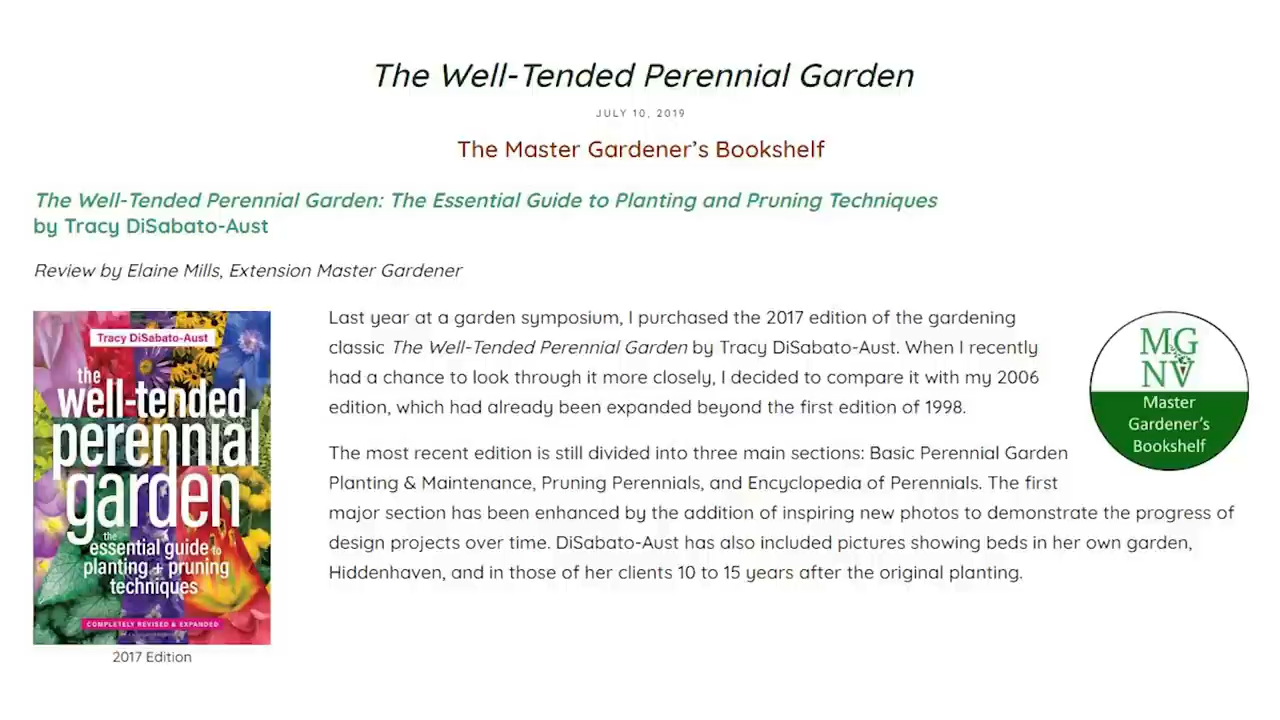 The Well-Tended Perennial Garden
JULY 10, 2019
The Master Gardener's Bookshelf
The Well-Tended Perennial Garden: The Essential Guide to Planting and Pruning Techniques
by Tracy DiSabato-Aust
Review by Elaine Mills, Extension Master Gardener
Tracy DiSabato-Aust
the
well-tended
perennial
garden
the
essential guide to
planting + pruning
techniques
COMPLETELY REVISED & EXPANDED
2017 Edition
Last year at a garden symposium, I purchased the 2017 edition of the gardening
classic The Well-Tended Perennial Garden by Tracy DiSabato-Aust. When I recently
had a chance to look through it more closely, I decided to compare it with my 2006
edition, which had already been expanded beyond the first edition of 1998.
The most recent edition is still divided into three main sections: Basic Perennial Garden
Planting & Maintenance, Pruning Perennials, and Encyclopedia of Perennials. The first
major section has been enhanced by the addition of inspiring new photos to demonstrate the progress of
design projects over time. DiSabato-Aust has also included pictures showing beds in her own garden,
Hiddenhaven, and in those of her clients 10 to 15 years after the original planting.
MG
NV
Master
Gardener's
Bookshelf